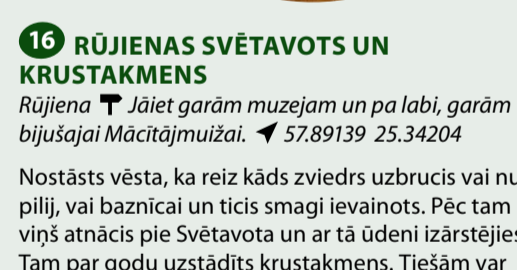 16 RŪJIENAS SVĒTAVOTS UN
KRUSTAKMENS
Rūjiena Jāiet garām muzejam un pa labi, garām
bijušajai Mācītājmuižai. 57.89139 25.34204
Nostāsts vēsta, ka reiz kāds zviedrs uzbrucis vai nu
pilij, vai baznīcai un ticis smagi ievainots. Pēc tam
viņš atnācis pie Svētavota un ar tā ūdeni izārstējies
Tam par godu uzstādīts krustakmens. Tiešām var